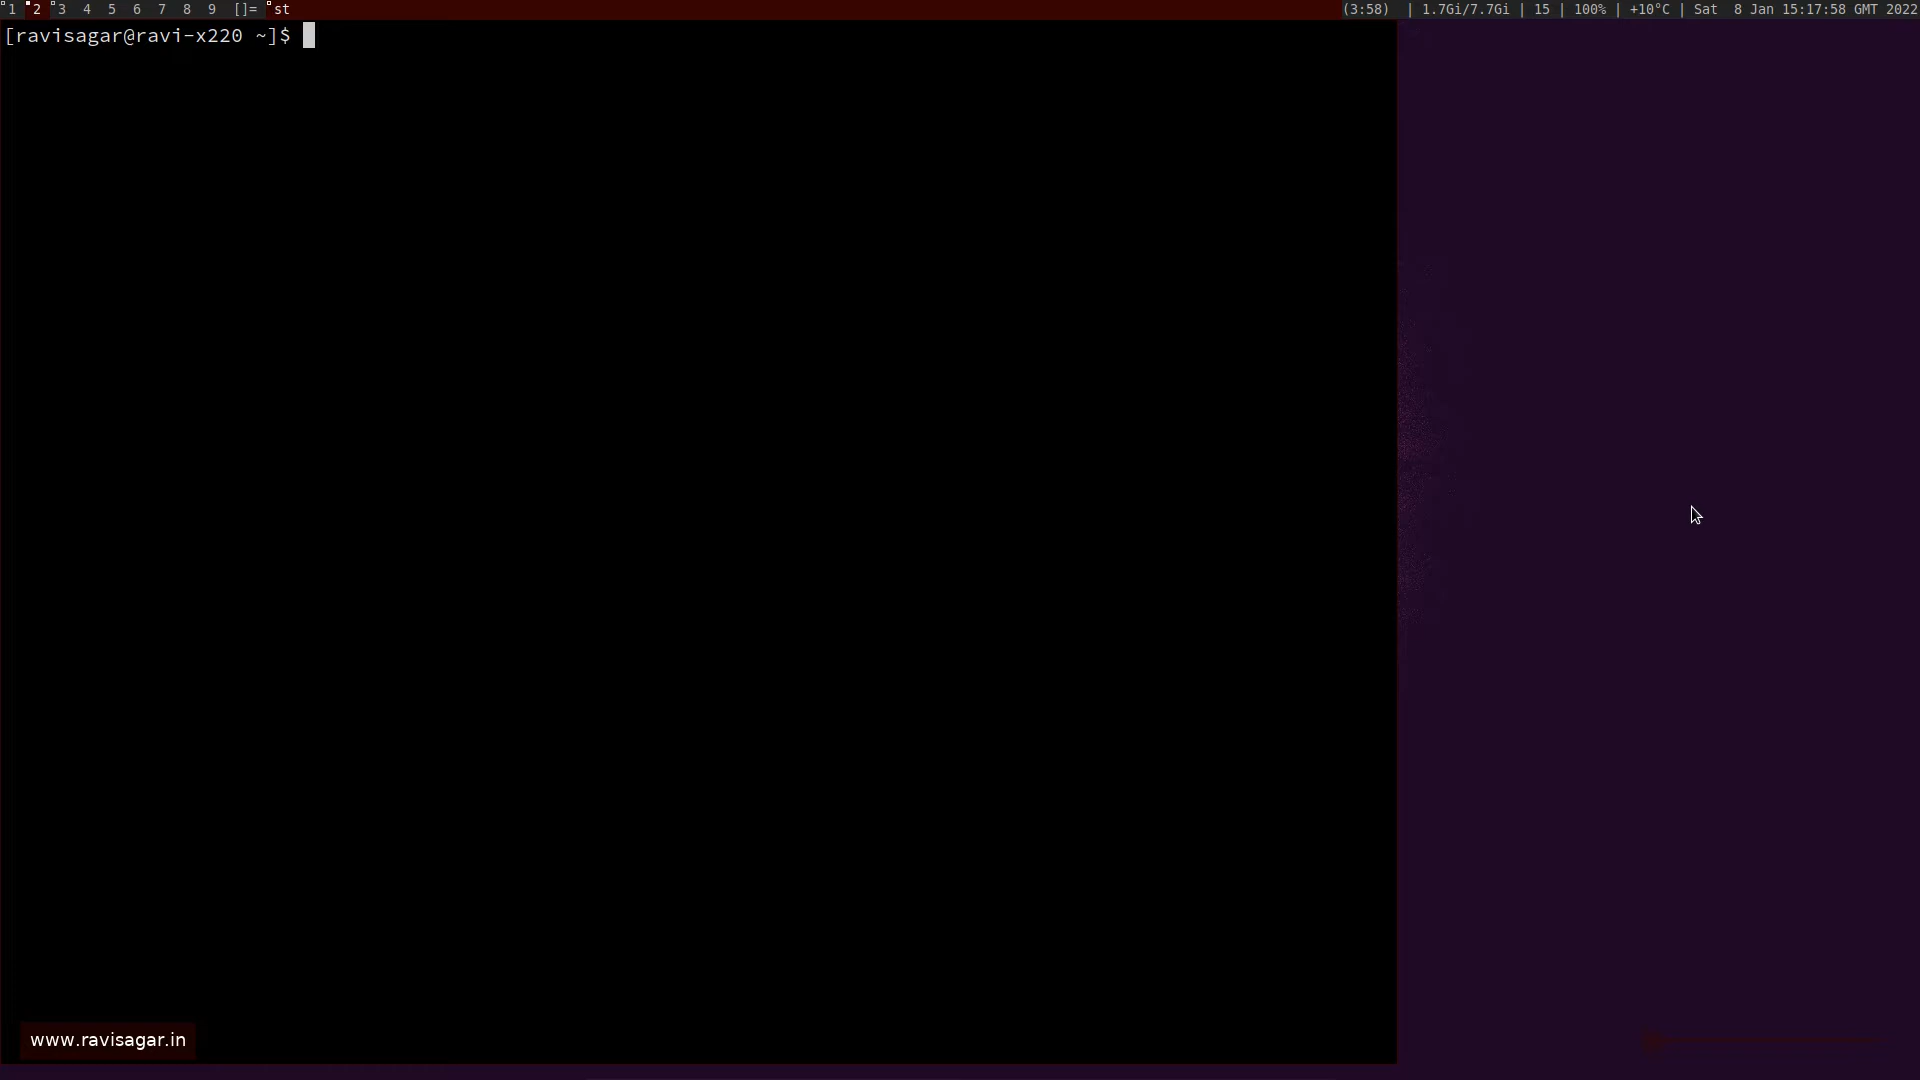 1 2 3 4 5 6 7 8 9 []= st (3:58) | 1.7Gi/7.7Gi | 15 | 100% | +10°C | Sat 8 Jan 15:17:58 GMT 2022
[ravisagar@ravi-x220 ~]$
www.ravisagar.in